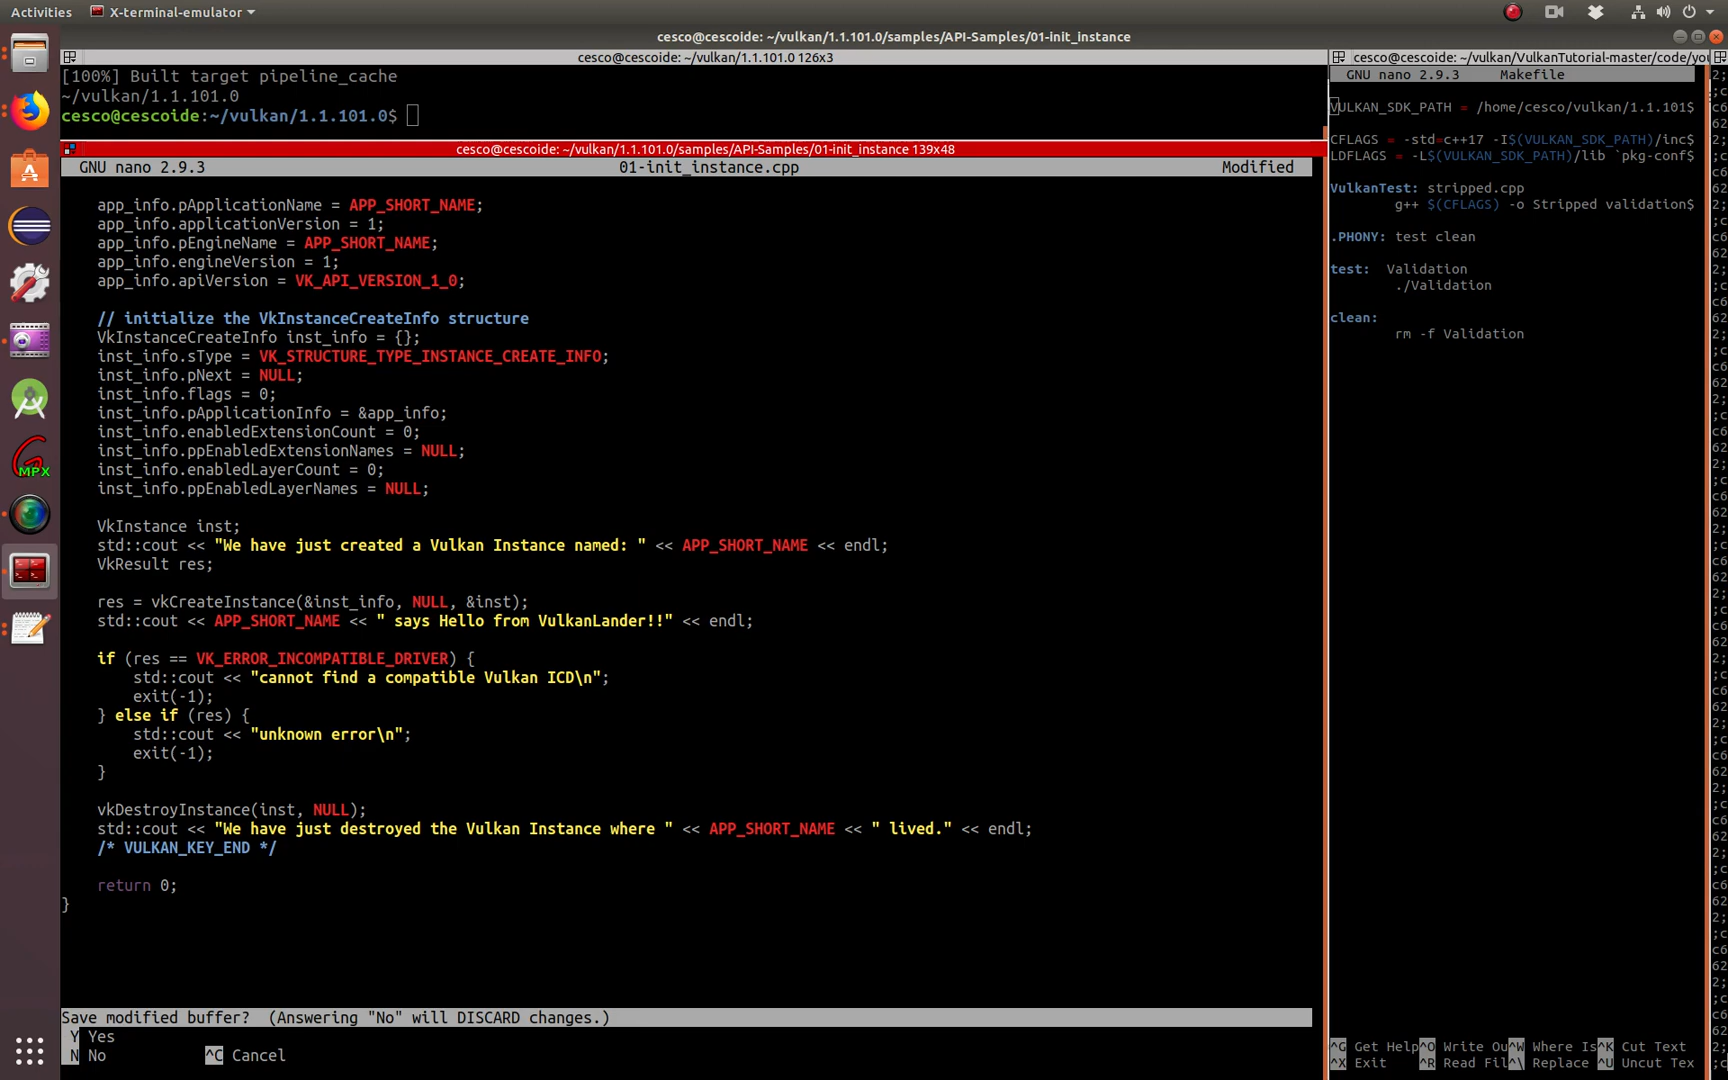 Activities
X-terminal-emulator
cesco@cescoide: ~/vulkan/1.1.101.0/samples/API-Samples/01-init_instance
cesco@cescoide: ~/vulkan/1.1.101.0 126x3
[100%] Built target pipeline_cache
~/vulkan/1.1.101.0
cesco@cescoide:~/vulkan/1.1.101.0$
cesco@cescoide: ~/vulkan/1.1.101.0/samples/API-Samples/01-init_instance 139x48
GNU nano 2.9.3 01-init_instance.cpp Modified
app_info.pApplicationName = APP_SHORT_NAME;
app_info.applicationVersion = 1;
app_info.pEngineName = APP_SHORT_NAME;
app_info.engineVersion = 1;
app_info.apiVersion = VK_API_VERSION_1_0;
// initialize the VkInstanceCreateInfo structure
VkInstanceCreateInfo inst_info = {};
inst_info.sType = VK_STRUCTURE_TYPE_INSTANCE_CREATE_INFO;
inst_info.pNext = NULL;
inst_info.flags = 0;
inst_info.pApplicationInfo = &app_info;
inst_info.enabledExtensionCount = 0;
inst_info.ppEnabledExtensionNames = NULL;
inst_info.enabledLayerCount = 0;
inst_info.ppEnabledLayerNames = NULL;
VkInstance inst;
std::cout << "We have just created a Vulkan Instance named: " << APP_SHORT_NAME << endl;
VkResult res;
res = vkCreateInstance(&inst_info, NULL, &inst);
std::cout << APP_SHORT_NAME << " says Hello from VulkanLander!!" << endl;
if (res == VK_ERROR_INCOMPATIBLE_DRIVER) {
std::cout << "cannot find a compatible Vulkan ICD\n";
exit(-1);
} else if (res) {
std::cout << "unknown error\n";
exit(-1);
}
vkDestroyInstance(inst, NULL);
std::cout << "We have just destroyed the Vulkan Instance where " << APP_SHORT_NAME << " lived." << endl;
/* VULKAN_KEY_END */
return 0;
}
Save modified buffer? (Answering "No" will DISCARD changes.)
Y Yes
N No ^C Cancel
cesco@cescoide: ~/vulkan/VulkanTutorial-master/code/you
GNU nano 2.9.3 Makefile
VULKAN_SDK_PATH = /home/cesco/vulkan/1.1.101$
CFLAGS = -std=c++17 -I$(VULKAN_SDK_PATH)/inc$
LDFLAGS = -L$(VULKAN_SDK_PATH)/lib `pkg-conf$
VulkanTest: stripped.cpp
g++ $(CFLAGS) -o Stripped validation$
.PHONY: test clean
test: Validation
./Validation
clean:
rm -f Validation
^G Get Help ^O Write Ou ^W Where Is ^K Cut Text
^X Exit ^R Read Fil ^\ Replace ^U Uncut Tex
MPX